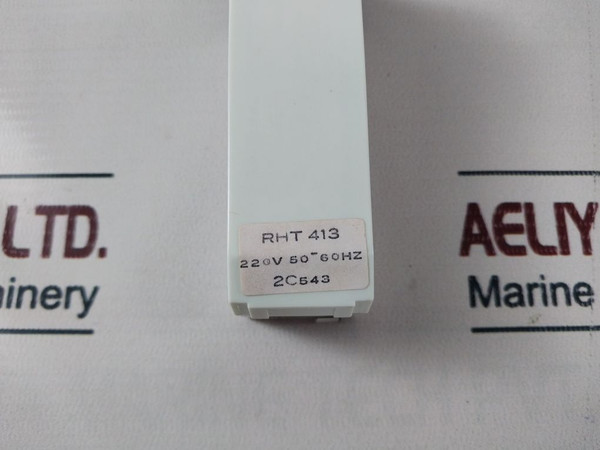 LTD.
inery
AELIY
Marine
RHT 413
220V 50~60HZ
2C543